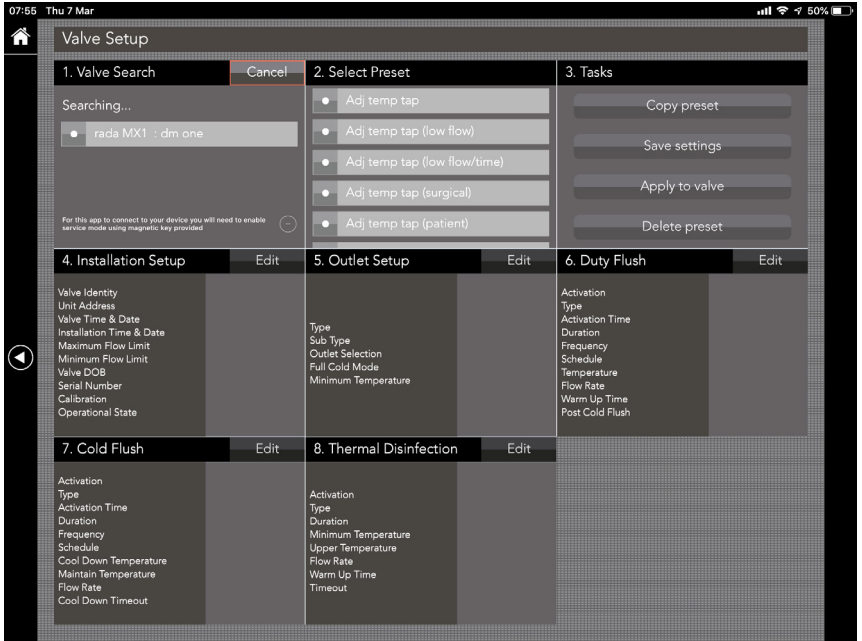 07:55 Thu 7 Mar
50%
Valve Setup
1. Valve Search
Cancel
Searching...
rada MX1 : dm one
For this app to connect to your device you will need to enable
service mode using magnetic key provided
2. Select Preset
Adj temp tap
Adj temp tap (low flow)
Adj temp tap (low flow/time)
Adj temp tap (surgical)
Adj temp tap (patient)
3. Tasks
Copy preset
Save settings
Apply to valve
Delete preset
4. Installation Setup
Edit
Valve Identity
Unit Address
Valve Time & Date
Installation Time & Date
Maximum Flow Limit
Minimum Flow Limit
Valve DOB
Serial Number
Calibration
Operational State
5. Outlet Setup
Edit
Type
Sub Type
Outlet Selection
Full Cold Mode
Minimum Temperature
6. Duty Flush
Edit
Activation
Type
Activation Time
Duration
Frequency
Schedule
Temperature
Flow Rate
Warm Up Time
Post Cold Flush
7. Cold Flush
Edit
Activation
Type
Activation Time
Duration
Frequency
Schedule
Cool Down Temperature
Maintain Temperature
Flow Rate
Cool Down Timeout
8. Thermal Disinfection
Edit
Activation
Type
Duration
Minimum Temperature
Upper Temperature
Flow Rate
Warm Up Time
Timeout